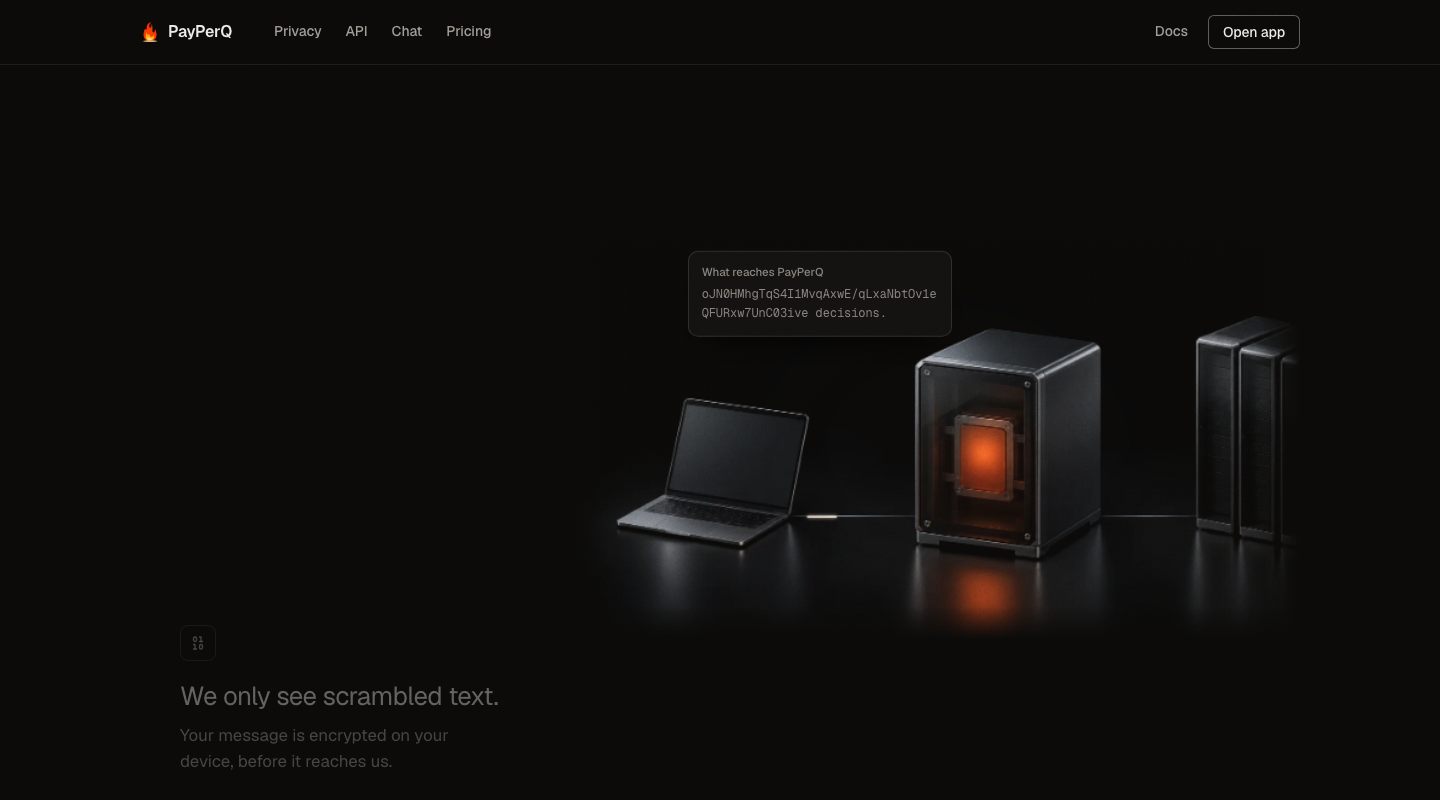 PayPerQ
Privacy
API
Chat
Pricing
Docs
Open app
What reaches PayPerQ
oJN0HMhgTqS4I1MvqAxwE/qLxaNbtOv1e
QFURxw7UnC03ive decisions.
01
10
We only see scrambled text.
Your message is encrypted on your
device, before it reaches us.